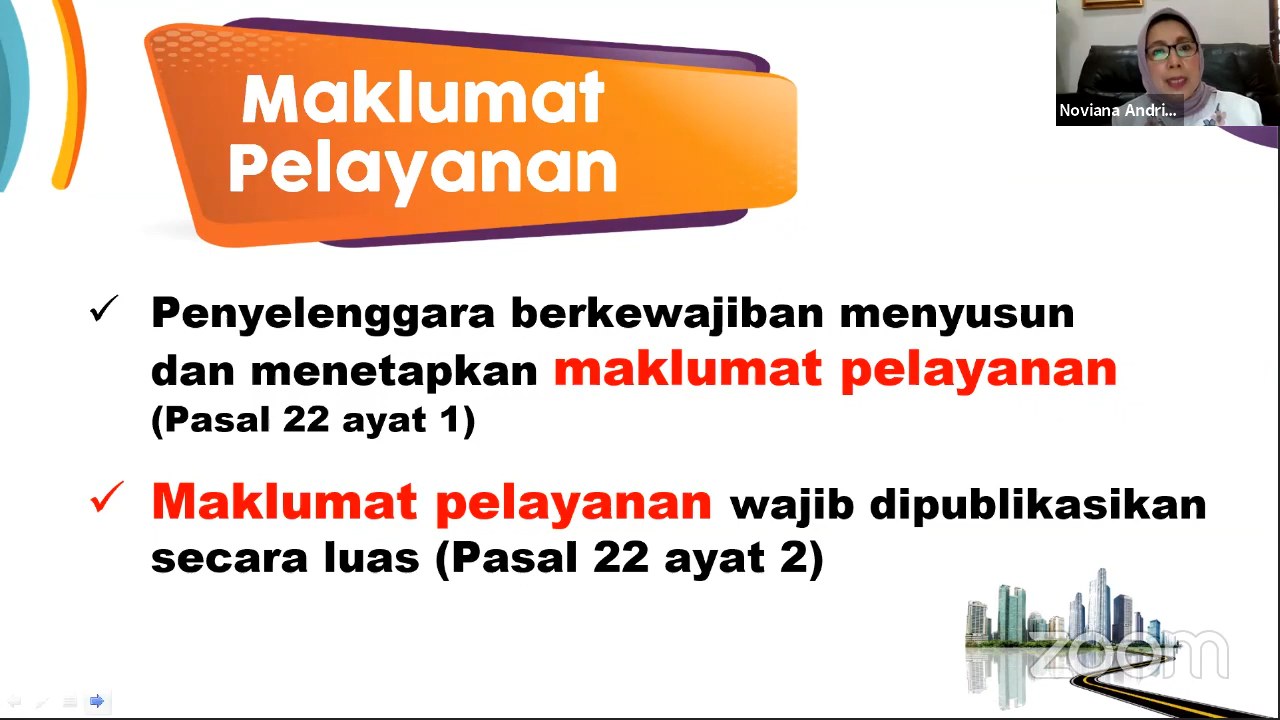 Maklumat
Pelayanan
Noviana Andri...
✓ Penyelenggara berkewajiban menyusun
dan menetapkan maklumat pelayanan
(Pasal 22 ayat 1)
✓ Maklumat pelayanan wajib dipublikasikan
secara luas (Pasal 22 ayat 2)
zoom